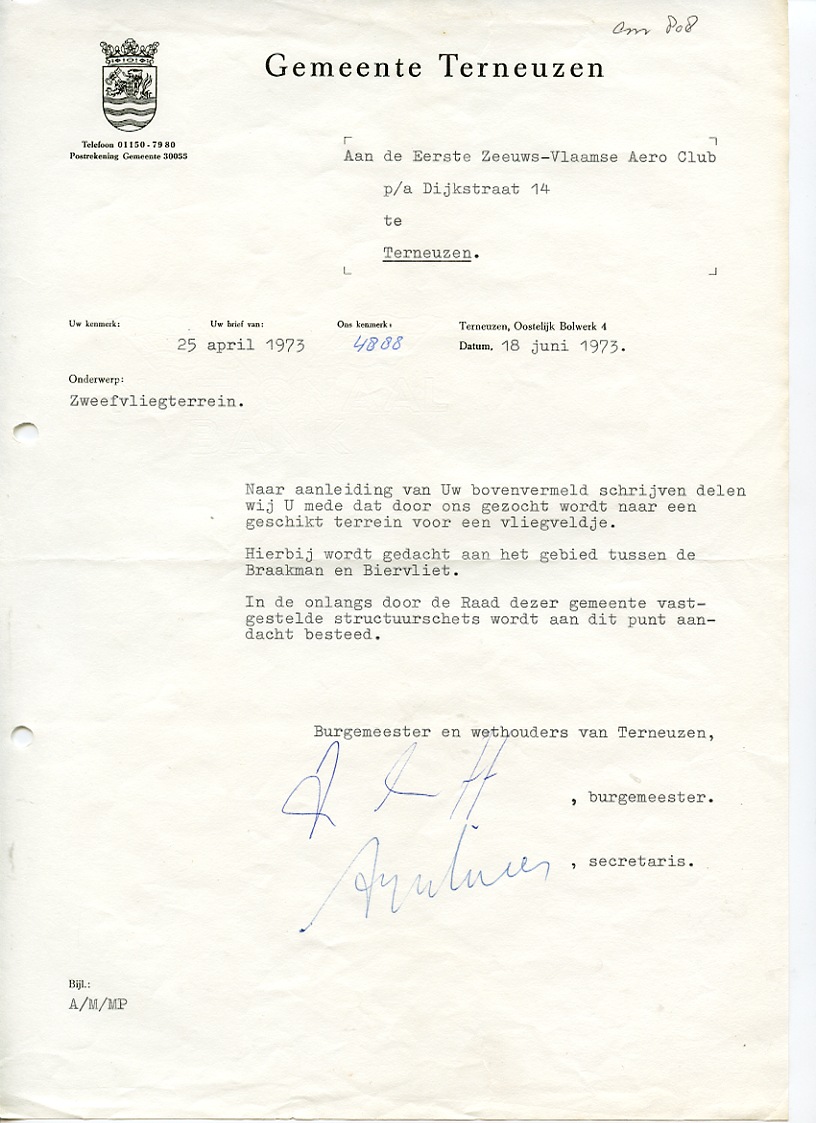 Gemeente Terneuzen
Telefoon 01150-7980
Postrekening Gemeente 30055
Aan de Eerste Zeeuws-Vlaamse Aero Club
p/a Dijkstraat 14
te
Terneuzen.
Uw kenmerk: Uw brief van: Ons kenmerk: Terneuzen, Oostelijk Bolwerk 4
25 april 1973 4888 Datum, 18 juni 1973.
Onderwerp:
Zweefvliegterrein.
Naar aanleiding van Uw bovenvermeld schrijven delen
wij U mede dat door ons gezocht wordt naar een
geschikt terrein voor een vliegveldje.
Hierbij wordt gedacht aan het gebied tussen de
Braakman en Biervliet.
In de onlangs door de Raad dezer gemeente vast-
gestelde structuurschets wordt aan dit punt aan-
dacht besteed.
Burgemeester en wethouders van Terneuzen,
, burgemeester.
, secretaris.
Bijl.:
A/M/MP